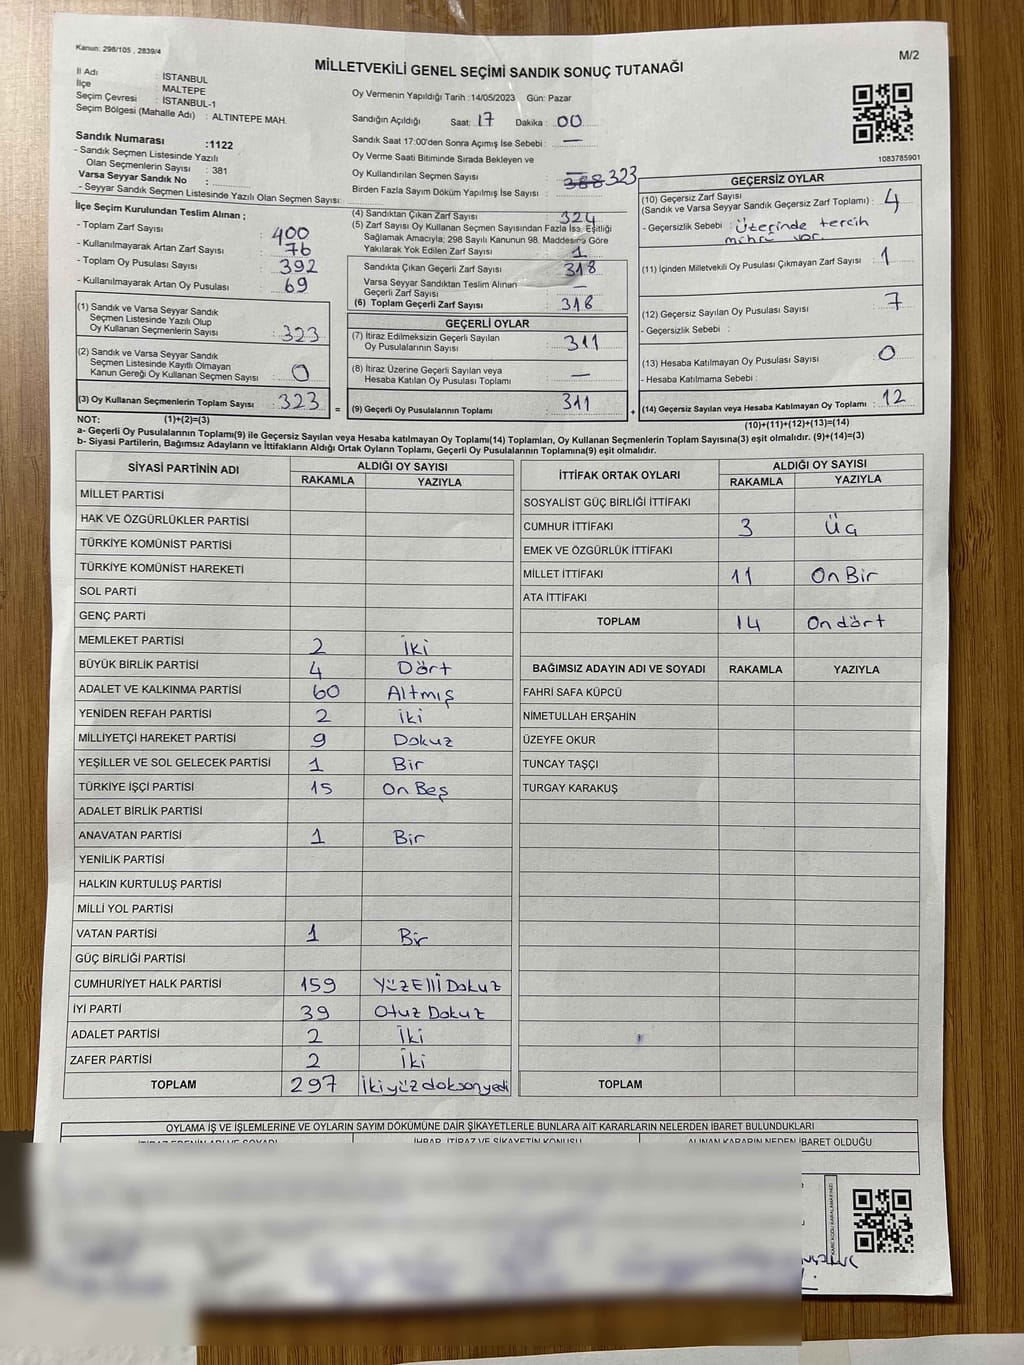 Kanun: 298/105 , 2839/4
M/2
MİLLETVEKİLİ GENEL SEÇİMİ SANDIK SONUÇ TUTANAĞI
İl Adı : İSTANBUL
İlçe : MALTEPE
Seçim Çevresi : İSTANBUL-1
Seçim Bölgesi (Mahalle Adı) : ALTINTEPE MAH.
Oy Vermenin Yapıldığı Tarih :14/05/2023 Gün: Pazar
Sandığın Açıldığı Saat: 17 Dakika : 00
Sandık Saat 17:00'den Sonra Açımış İse Sebebi : —
Oy Verme Saati Bitiminde Sırada Bekleyen ve
Oy Kullandırılan Seçmen Sayısı : —
Birden Fazla Sayım Döküm Yapılmış İse Sayısı : 323
1083785901
Sandık Numarası :1122
- Sandık Seçmen Listesinde Yazılı
Olan Seçmenlerin Sayısı : 381
Varsa Seyyar Sandık No :
- Seyyar Sandık Seçmen Listesinde Yazılı Olan Seçmen Sayısı:
İlçe Seçim Kurulundan Teslim Alınan ;
- Toplam Zarf Sayısı : 400
- Kullanılmayarak Artan Zarf Sayısı : 76
- Toplam Oy Pusulası Sayısı : 392
- Kullanılmayarak Artan Oy Pusulası : 69
(1) Sandık ve Varsa Seyyar Sandık
Seçmen Listesinde Yazılı Olup
Oy Kullanan Seçmenlerin Sayısı : 323
(2) Sandık ve Varsa Seyyar Sandık
Seçmen Listesinde Kayıtlı Olmayan
Kanun Gereği Oy Kullanan Seçmen Sayısı : 0
(3) Oy Kullanan Seçmenlerin Toplam Sayısı : 323
(4) Sandıktan Çıkan Zarf Sayısı : 324
(5) Zarf Sayısı Oy Kullanan Seçmen Sayısından Fazla İse, Eşitliği
Sağlamak Amacıyla; 298 Sayılı Kanunun 98. Maddesine Göre
Yakılarak Yok Edilen Zarf Sayısı : 1
Sandıkta Çıkan Geçerli Zarf Sayısı : 318
Varsa Seyyar Sandıktan Teslim Alınan
Geçerli Zarf Sayısı : —
(6) Toplam Geçerli Zarf Sayısı : 318
GEÇERLİ OYLAR
(7) İtiraz Edilmeksizin Geçerli Sayılan
Oy Pusulalarının Sayısı : 311
(8) İtiraz Üzerine Geçerli Sayılan veya
Hesaba Katılan Oy Pusulası Toplamı : —
= (9) Geçerli Oy Pusulalarının Toplamı : 311
GEÇERSİZ OYLAR
(10) Geçersiz Zarf Sayısı
(Sandık ve Varsa Seyyar Sandık Geçersiz Zarf Toplamı) : 4
- Geçersizlik Sebebi : Üzerinde tercih
mührü var.
(11) İçinden Milletvekili Oy Pusulası Çıkmayan Zarf Sayısı : 1
(12) Geçersiz Sayılan Oy Pusulası Sayısı : 7
- Geçersizlik Sebebi :
(13) Hesaba Katılmayan Oy Pusulası Sayısı : 0
- Hesaba Katılmama Sebebi :
+ (14) Geçersiz Sayılan veya Hesaba Katılmayan Oy Toplamı : 12
NOT: (1)+(2)=(3)
(10)+(11)+(12)+(13)=(14)
a- Geçerli Oy Pusulalarının Toplamı(9) ile Geçersiz Sayılan veya Hesaba katılmayan Oy Toplamı(14) Toplamları, Oy Kullanan Seçmenlerin Toplam Sayısına(3) eşit olmalıdır. (9)+(14)=(3)
b- Siyasi Partilerin, Bağımsız Adayların ve İttifakların Aldığı Ortak Oyların Toplamı, Geçerli Oy Pusulalarının Toplamına(9) eşit olmalıdır.
SİYASİ PARTİNİN ADI ALDIĞI OY SAYISI
RAKAMLA YAZIYLA
MİLLET PARTİSİ
HAK VE ÖZGÜRLÜKLER PARTİSİ
TÜRKİYE KOMÜNİST PARTİSİ
TÜRKİYE KOMÜNİST HAREKETİ
SOL PARTİ
GENÇ PARTİ
MEMLEKET PARTİSİ 2 İki
BÜYÜK BİRLİK PARTİSİ 4 Dört
ADALET VE KALKINMA PARTİSİ 60 Altmış
YENİDEN REFAH PARTİSİ 2 iki
MİLLİYETÇİ HAREKET PARTİSİ 9 Dokuz
YEŞİLLER VE SOL GELECEK PARTİSİ 1 Bir
TÜRKİYE İŞÇİ PARTİSİ 15 On Beş
ADALET BİRLİK PARTİSİ
ANAVATAN PARTİSİ 1 Bir
YENİLİK PARTİSİ
HALKIN KURTULUŞ PARTİSİ
MİLLİ YOL PARTİSİ
VATAN PARTİSİ 1 Bir
GÜÇ BİRLİĞİ PARTİSİ
CUMHURİYET HALK PARTİSİ 159 YüzElliDokuz
İYİ PARTİ 39 Otuz Dokuz
ADALET PARTİSİ 2 İki
ZAFER PARTİSİ 2 İki
TOPLAM 297 İkiyüzdoksanyedi
İTTİFAK ORTAK OYLARI ALDIĞI OY SAYISI
RAKAMLA YAZIYLA
SOSYALİST GÜÇ BİRLİĞİ İTTİFAKI
CUMHUR İTTİFAKI 3 Üç
EMEK VE ÖZGÜRLÜK İTTİFAKI
MİLLET İTTİFAKI 11 On Bir
ATA İTTİFAKI
TOPLAM 14 On dört
BAĞIMSIZ ADAYIN ADI VE SOYADI RAKAMLA YAZIYLA
FAHRİ SAFA KÜPCÜ
NİMETULLAH ERŞAHİN
ÜZEYFE OKUR
TUNCAY TAŞÇI
TURGAY KARAKUŞ
TOPLAM
OYLAMA İŞ VE İŞLEMLERİNE VE OYLARIN SAYIM DÖKÜMÜNE DAİR ŞİKAYETLERLE BUNLARA AİT KARARLARIN NELERDEN İBARET BULUNDUKLARI
İTİRAZ EDENİN ADI VE SOYADI İHBAR, İTİRAZ VE ŞİKAYETİN KONUSU ALINAN KARARIN NEDEN İBARET OLDUĞU